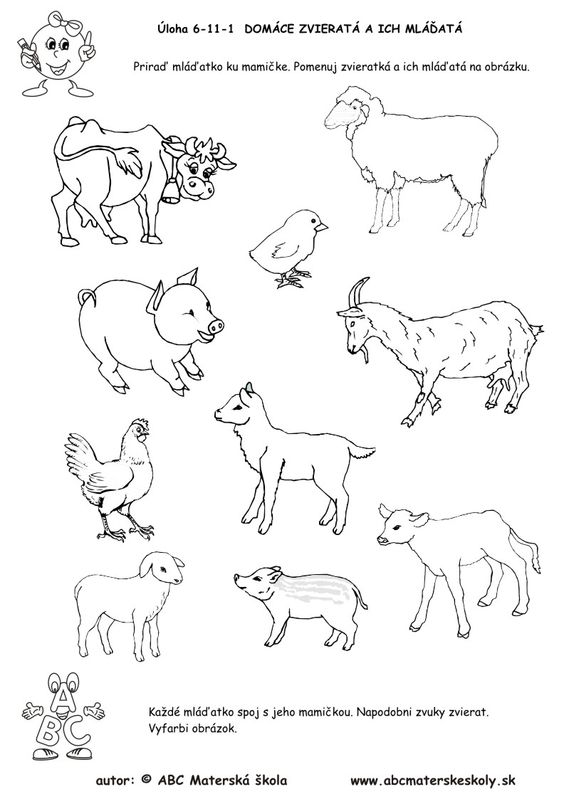 Úloha 6-11-1 DOMÁCE ZVIERATÁ A ICH MLÁĎATÁ
Priraď mláďatko ku mamičke. Pomenuj zvieratká a ich mláďatá na obrázku.
ABC
Každé mláďatko spoj s jeho mamičkou. Napodobni zvuky zvierat.
Vyfarbi obrázok.
autor: © ABC Materská škola www.abcmaterskeskoly.sk